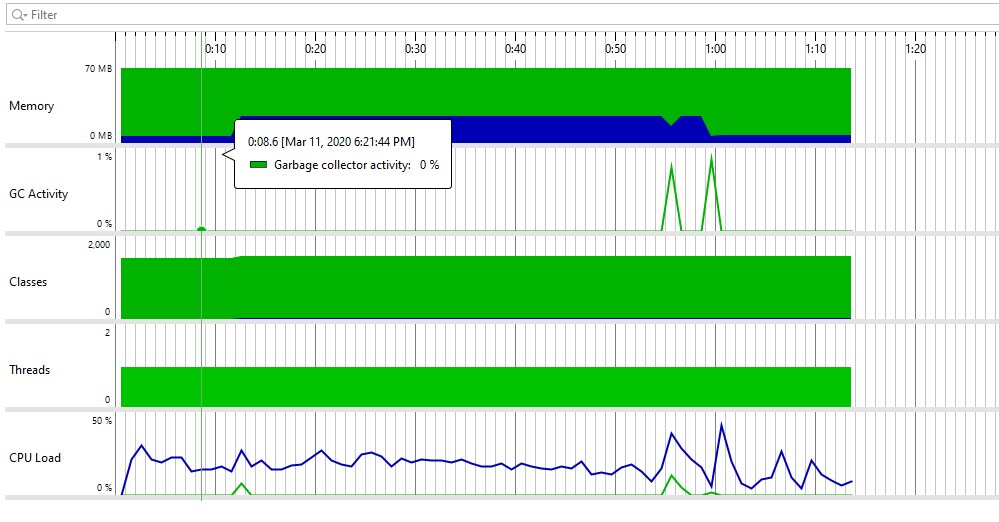 Filter
0:10 0:20 0:30 0:40 0:50 1:00 1:10 1:20
70 MB
Memory
0 MB
0:08.6 [Mar 11, 2020 6:21:44 PM]
Garbage collector activity: 0 %
1 %
GC Activity
0 %
2,000
Classes
0
2
Threads
0
50 %
CPU Load
0 %